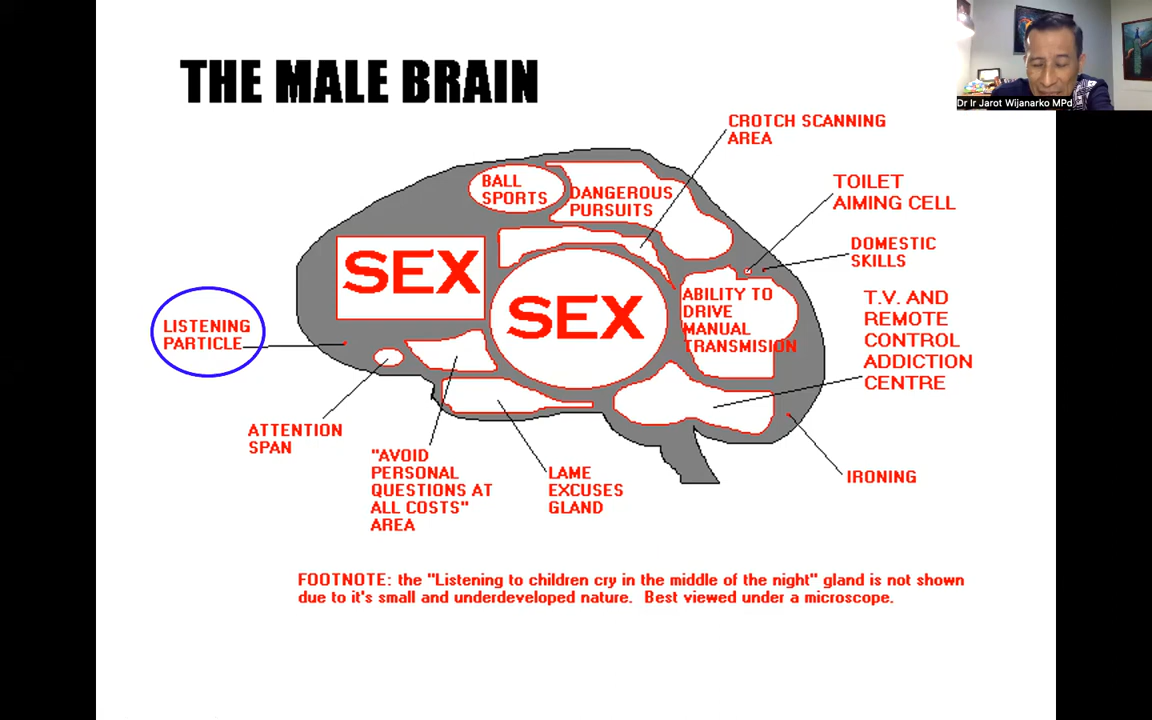 THE MALE BRAIN
Dr Ir Jarot Wijanarko MPd
CROTCH SCANNING
AREA
BALL
SPORTS
DANGEROUS
PURSUITS
TOILET
AIMING CELL
DOMESTIC
SKILLS
SEX
SEX
ABILITY TO
DRIVE
MANUAL
TRANSMISION
T.V. AND
REMOTE
CONTROL
ADDICTION
CENTRE
LISTENING
PARTICLE
ATTENTION
SPAN
"AVOID
PERSONAL
QUESTIONS AT
ALL COSTS"
AREA
LAME
EXCUSES
GLAND
IRONING
FOOTNOTE: the "Listening to children cry in the middle of the night" gland is not shown
due to it's small and underdeveloped nature. Best viewed under a microscope.